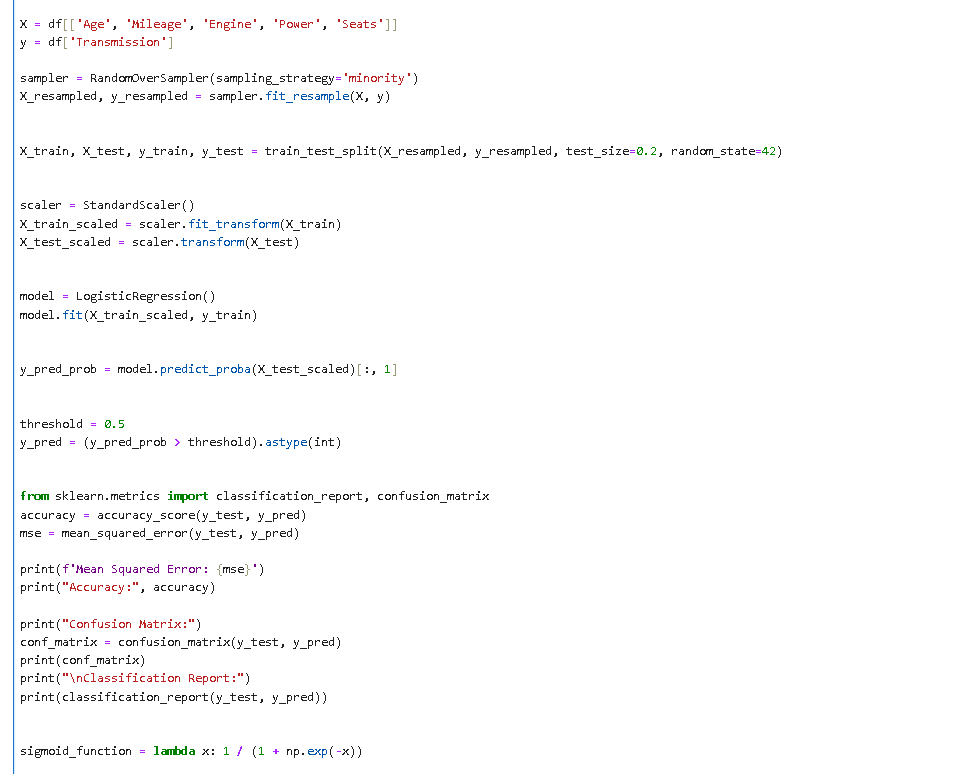 X = df[['Age', 'Mileage', 'Engine', 'Power', 'Seats']]
y = df['Transmission']
sampler = RandomOverSampler(sampling_strategy='minority')
X_resampled, y_resampled = sampler.fit_resample(X, y)
X_train, X_test, y_train, y_test = train_test_split(X_resampled, y_resampled, test_size=0.2, random_state=42)
scaler = StandardScaler()
X_train_scaled = scaler.fit_transform(X_train)
X_test_scaled = scaler.transform(X_test)
model = LogisticRegression()
model.fit(X_train_scaled, y_train)
y_pred_prob = model.predict_proba(X_test_scaled)[:, 1]
threshold = 0.5
y_pred = (y_pred_prob > threshold).astype(int)
from sklearn.metrics import classification_report, confusion_matrix
accuracy = accuracy_score(y_test, y_pred)
mse = mean_squared_error(y_test, y_pred)
print(f'Mean Squared Error: {mse}')
print("Accuracy:", accuracy)
print("Confusion Matrix:")
conf_matrix = confusion_matrix(y_test, y_pred)
print(conf_matrix)
print("\nClassification Report:")
print(classification_report(y_test, y_pred))
sigmoid_function = lambda x: 1 / (1 + np.exp(-x))